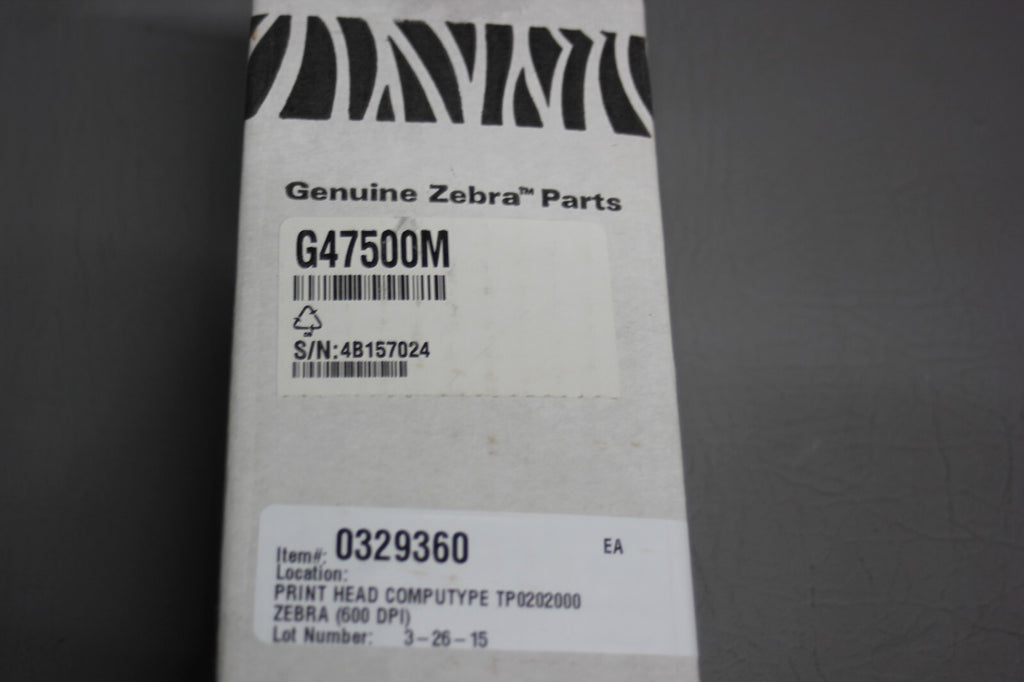 Genuine Zebra™ Parts
G47500M
S/N:4B157024
Item#: 0329360 EA
Location:
PRINT HEAD COMPUTYPE TP0202000
ZEBRA (600 DPI)
Lot Number: 3-26-15